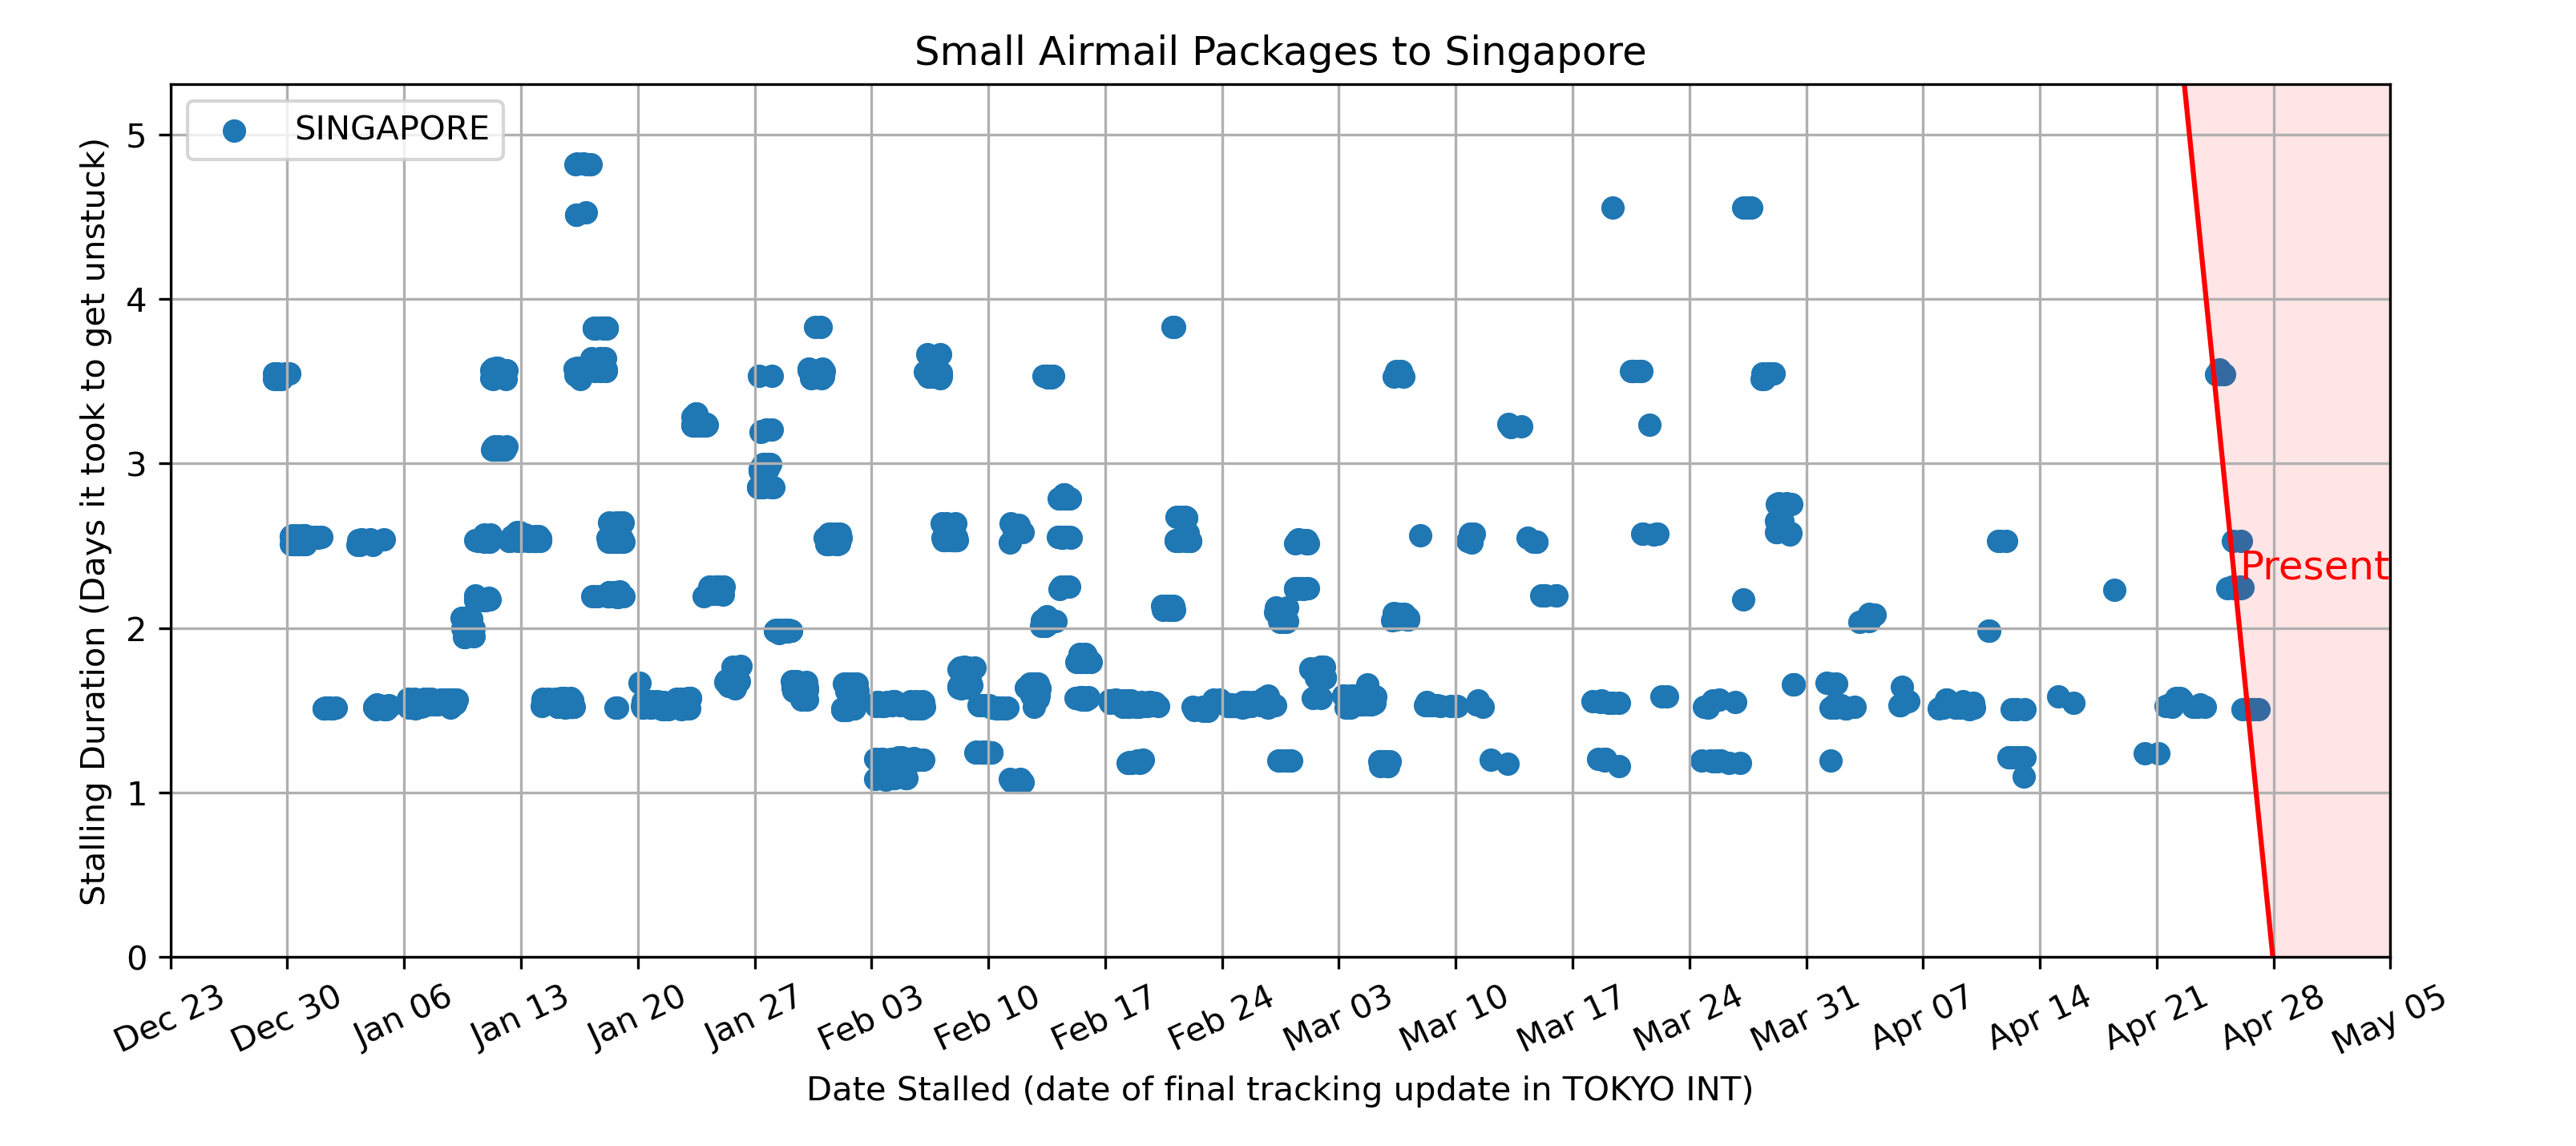 Small Airmail Packages to Singapore
SINGAPORE
Stalling Duration (Days it took to get unstuck)
5
4
3
2
1
0
Present
Dec 23
Dec 30
Jan 06
Jan 13
Jan 20
Jan 27
Feb 03
Feb 10
Feb 17
Feb 24
Mar 03
Mar 10
Mar 17
Mar 24
Mar 31
Apr 07
Apr 14
Apr 21
Apr 28
May 05
Date Stalled (date of final tracking update in TOKYO INT)